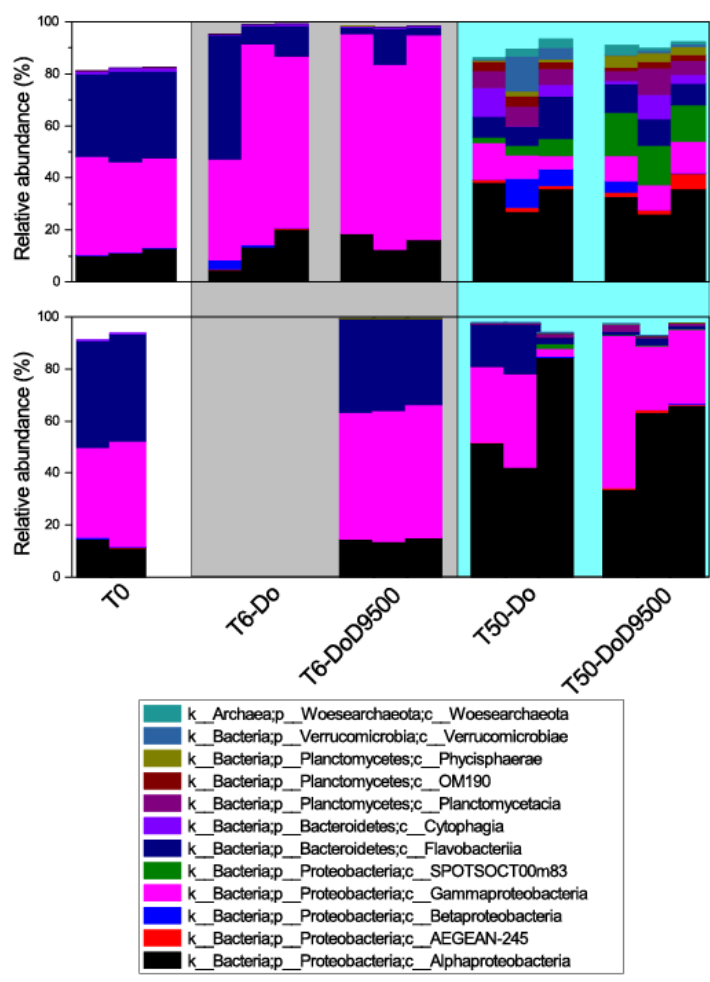 Relative abundance (%)
100
80
60
40
20
0
Relative abundance (%)
100
80
60
40
20
0
T0
T6-Do
T6-DoD9500
T50-Do
T50-DoD9500
k__Archaea;p__Woesearchaeota;c__Woesearchaeota
k__Bacteria;p__Verrucomicrobia;c__Verrucomicrobiae
k__Bacteria;p__Planctomycetes;c__Phycisphaerae
k__Bacteria;p__Planctomycetes;c__OM190
k__Bacteria;p__Planctomycetes;c__Planctomycetacia
k__Bacteria;p__Bacteroidetes;c__Cytophagia
k__Bacteria;p__Bacteroidetes;c__Flavobacteriia
k__Bacteria;p__Proteobacteria;c__SPOTSOCT00m83
k__Bacteria;p__Proteobacteria;c__Gammaproteobacteria
k__Bacteria;p__Proteobacteria;c__Betaproteobacteria
k__Bacteria;p__Proteobacteria;c__AEGEAN-245
k__Bacteria;p__Proteobacteria;c__Alphaproteobacteria